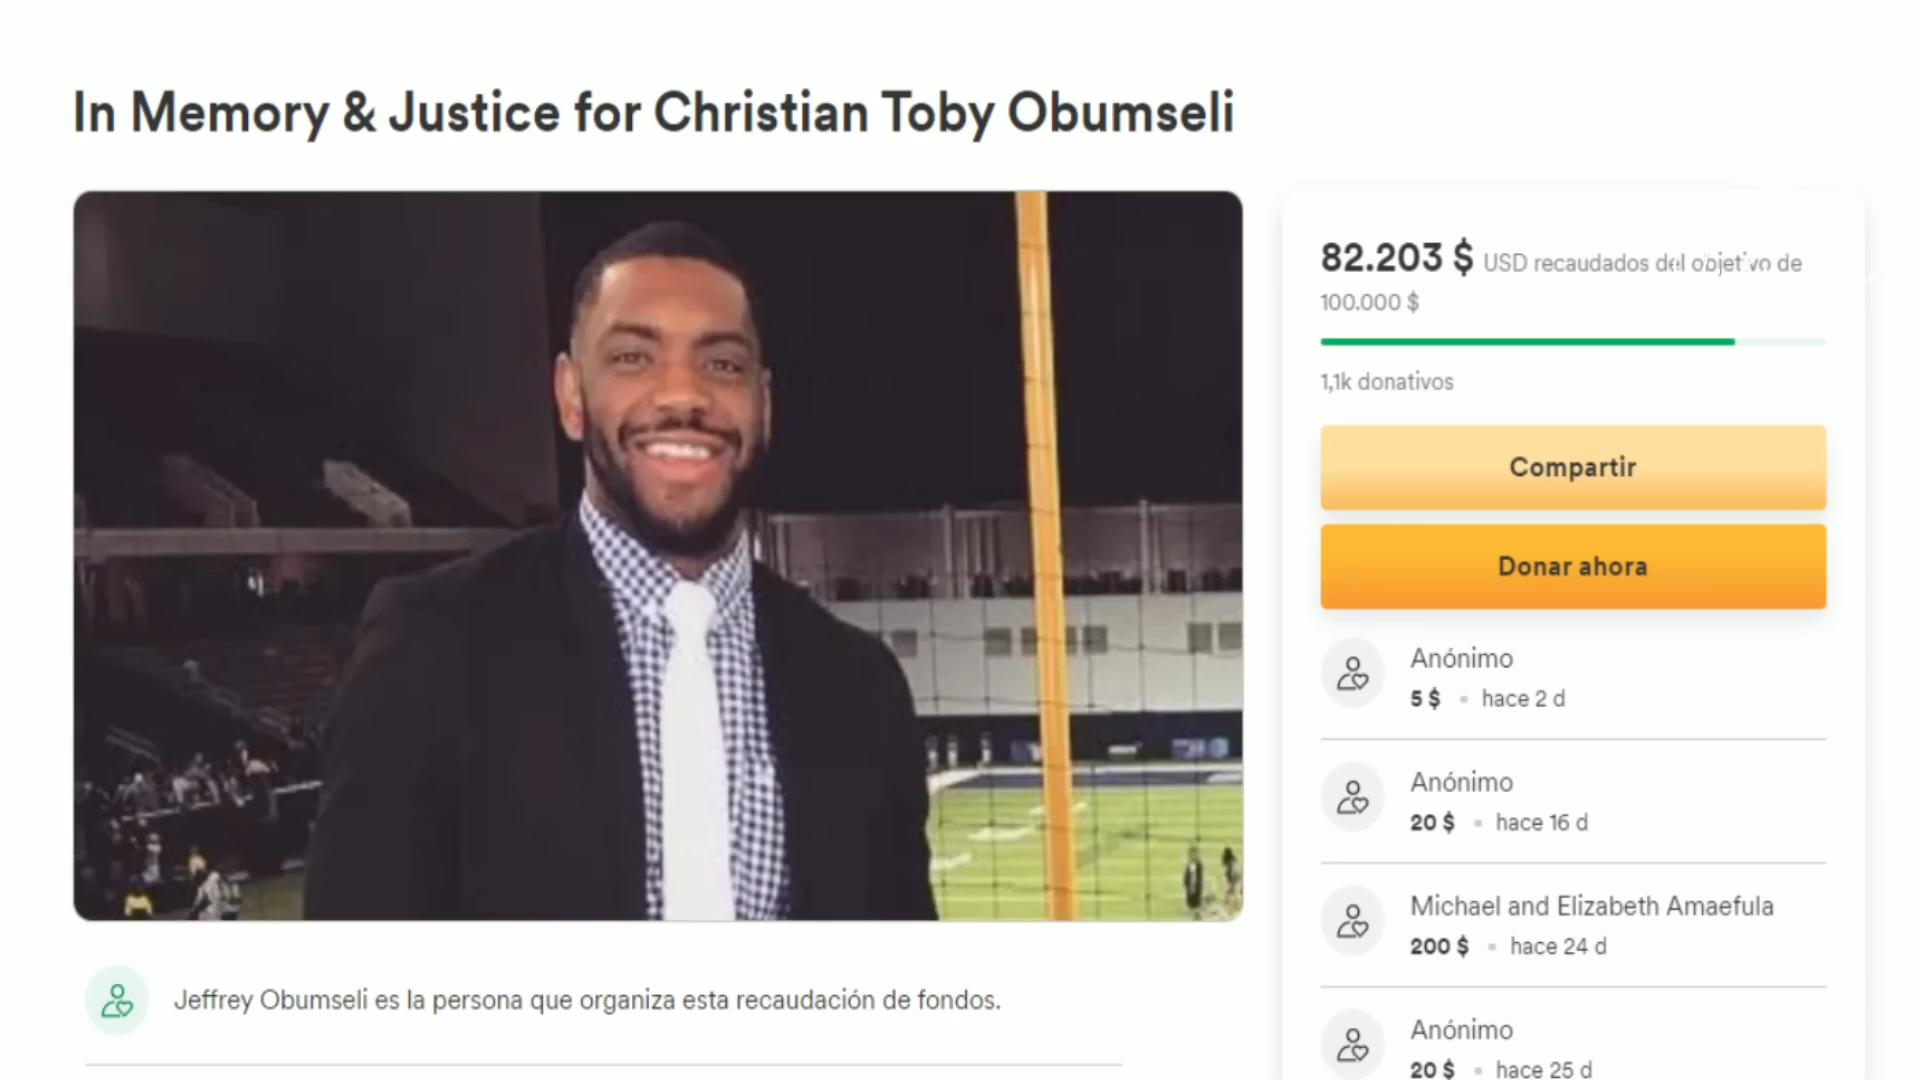 In Memory & Justice for Christian Toby Obumseli
82.203 $ USD recaudados del objetivo de
100.000 $
1,1k donativos
Compartir
Donar ahora
Anónimo
5 $ • hace 2 d
Anónimo
20 $ • hace 16 d
Michael and Elizabeth Amaefula
200 $ • hace 24 d
Anónimo
20 $ • hace 25 d
Jeffrey Obumseli es la persona que organiza esta recaudación de fondos.